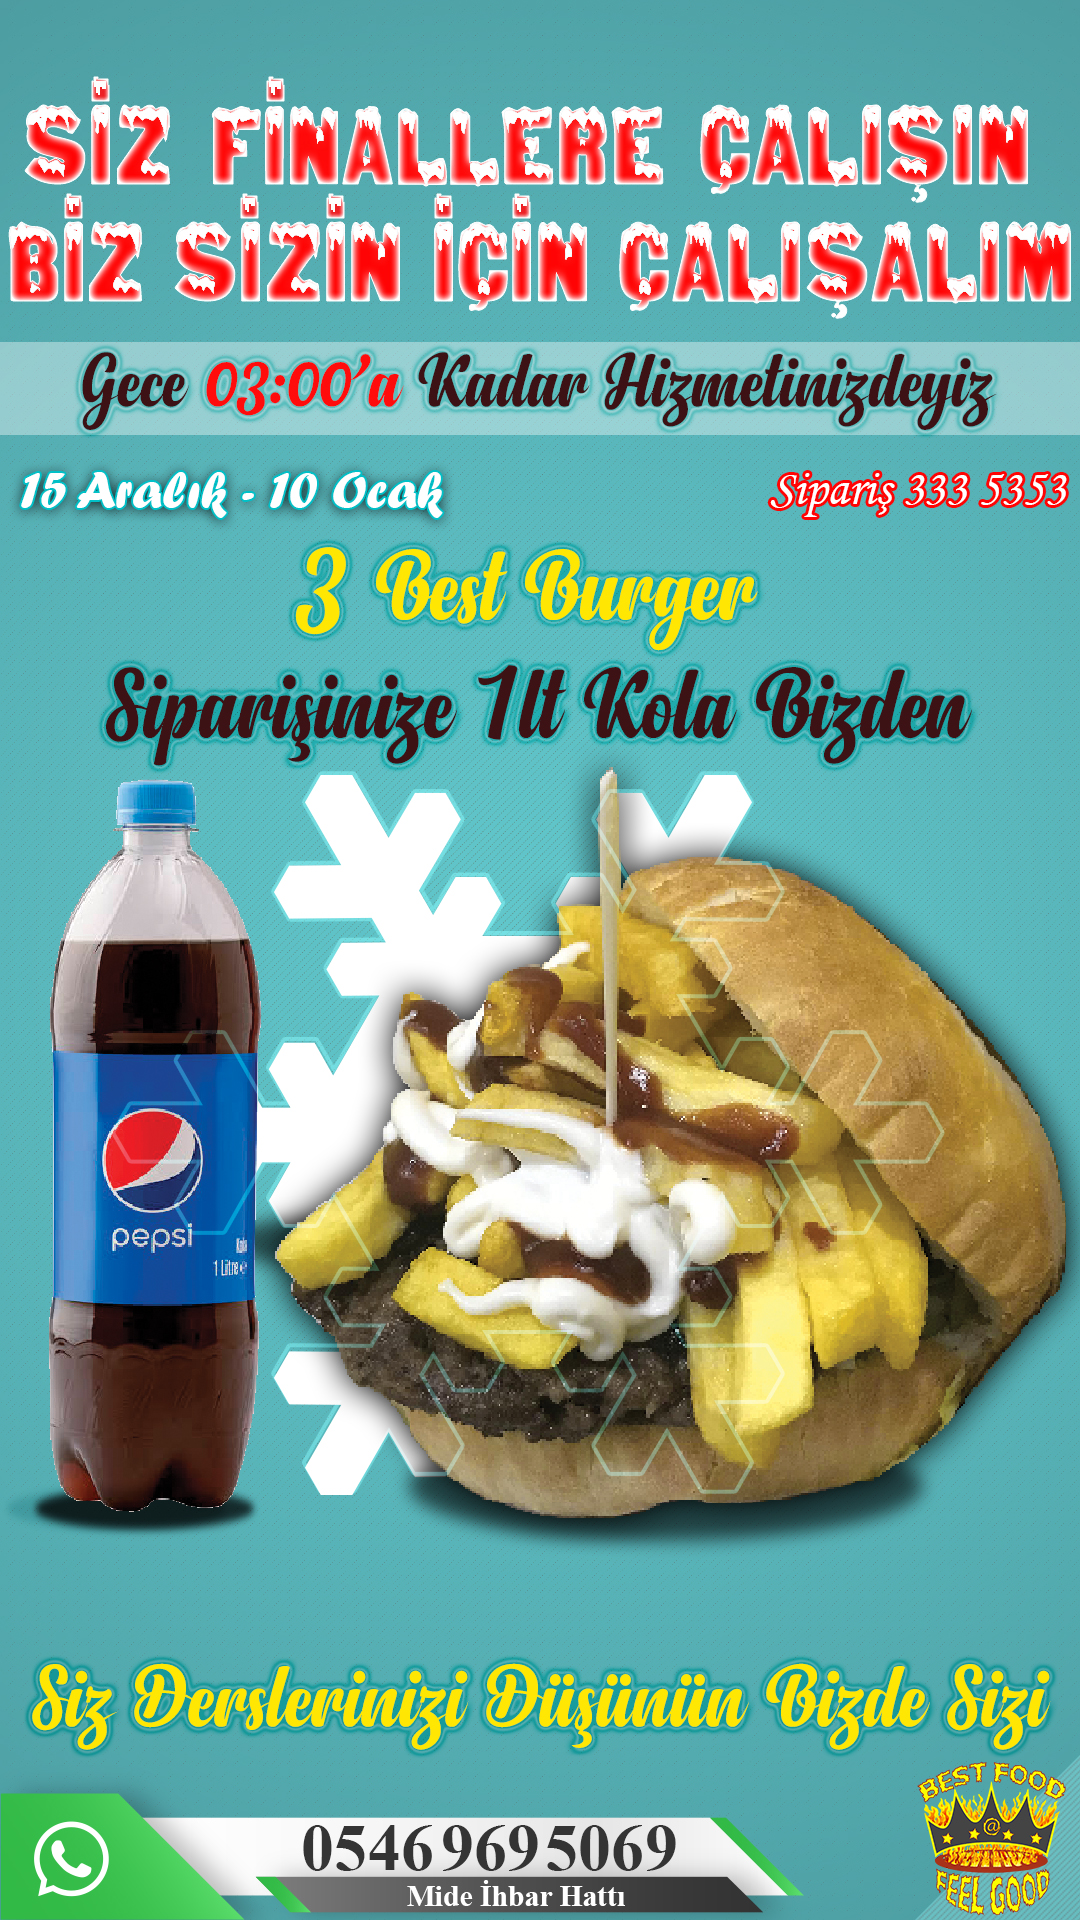 SİZ FİNALLERE ÇALIŞIN
BİZ SİZİN İÇİN ÇALIŞALIM
Gece 03:00'a Kadar Hizmetinizdeyiz
15 Aralık - 10 Ocak
Sipariş 333 5353
3 Best Burger
Siparişinize 1lt Kola Bizden
pepsi
1 Litre
Siz Derslerinizi Düşünün Bizde Sizi
BEST FOOD
@
FEEL GOOD
05469695069
Mide İhbar Hattı